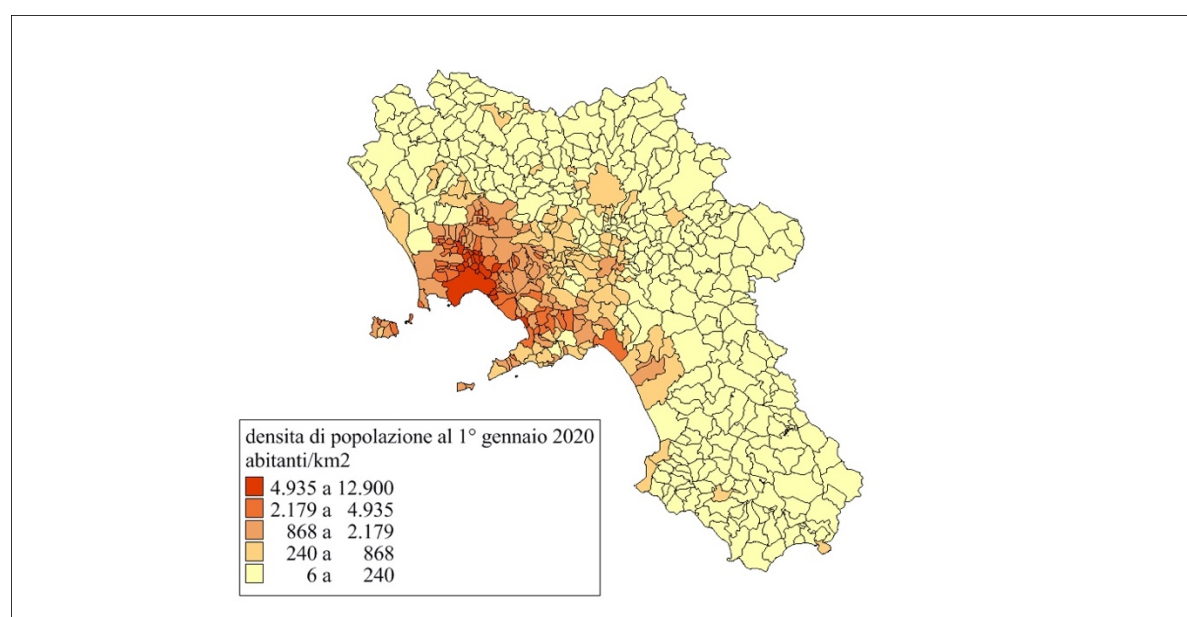 densita di popolazione al 1° gennaio 2020
abitanti/km2
4.935 a 12.900
2.179 a 4.935
868 a 2.179
240 a 868
6 a 240